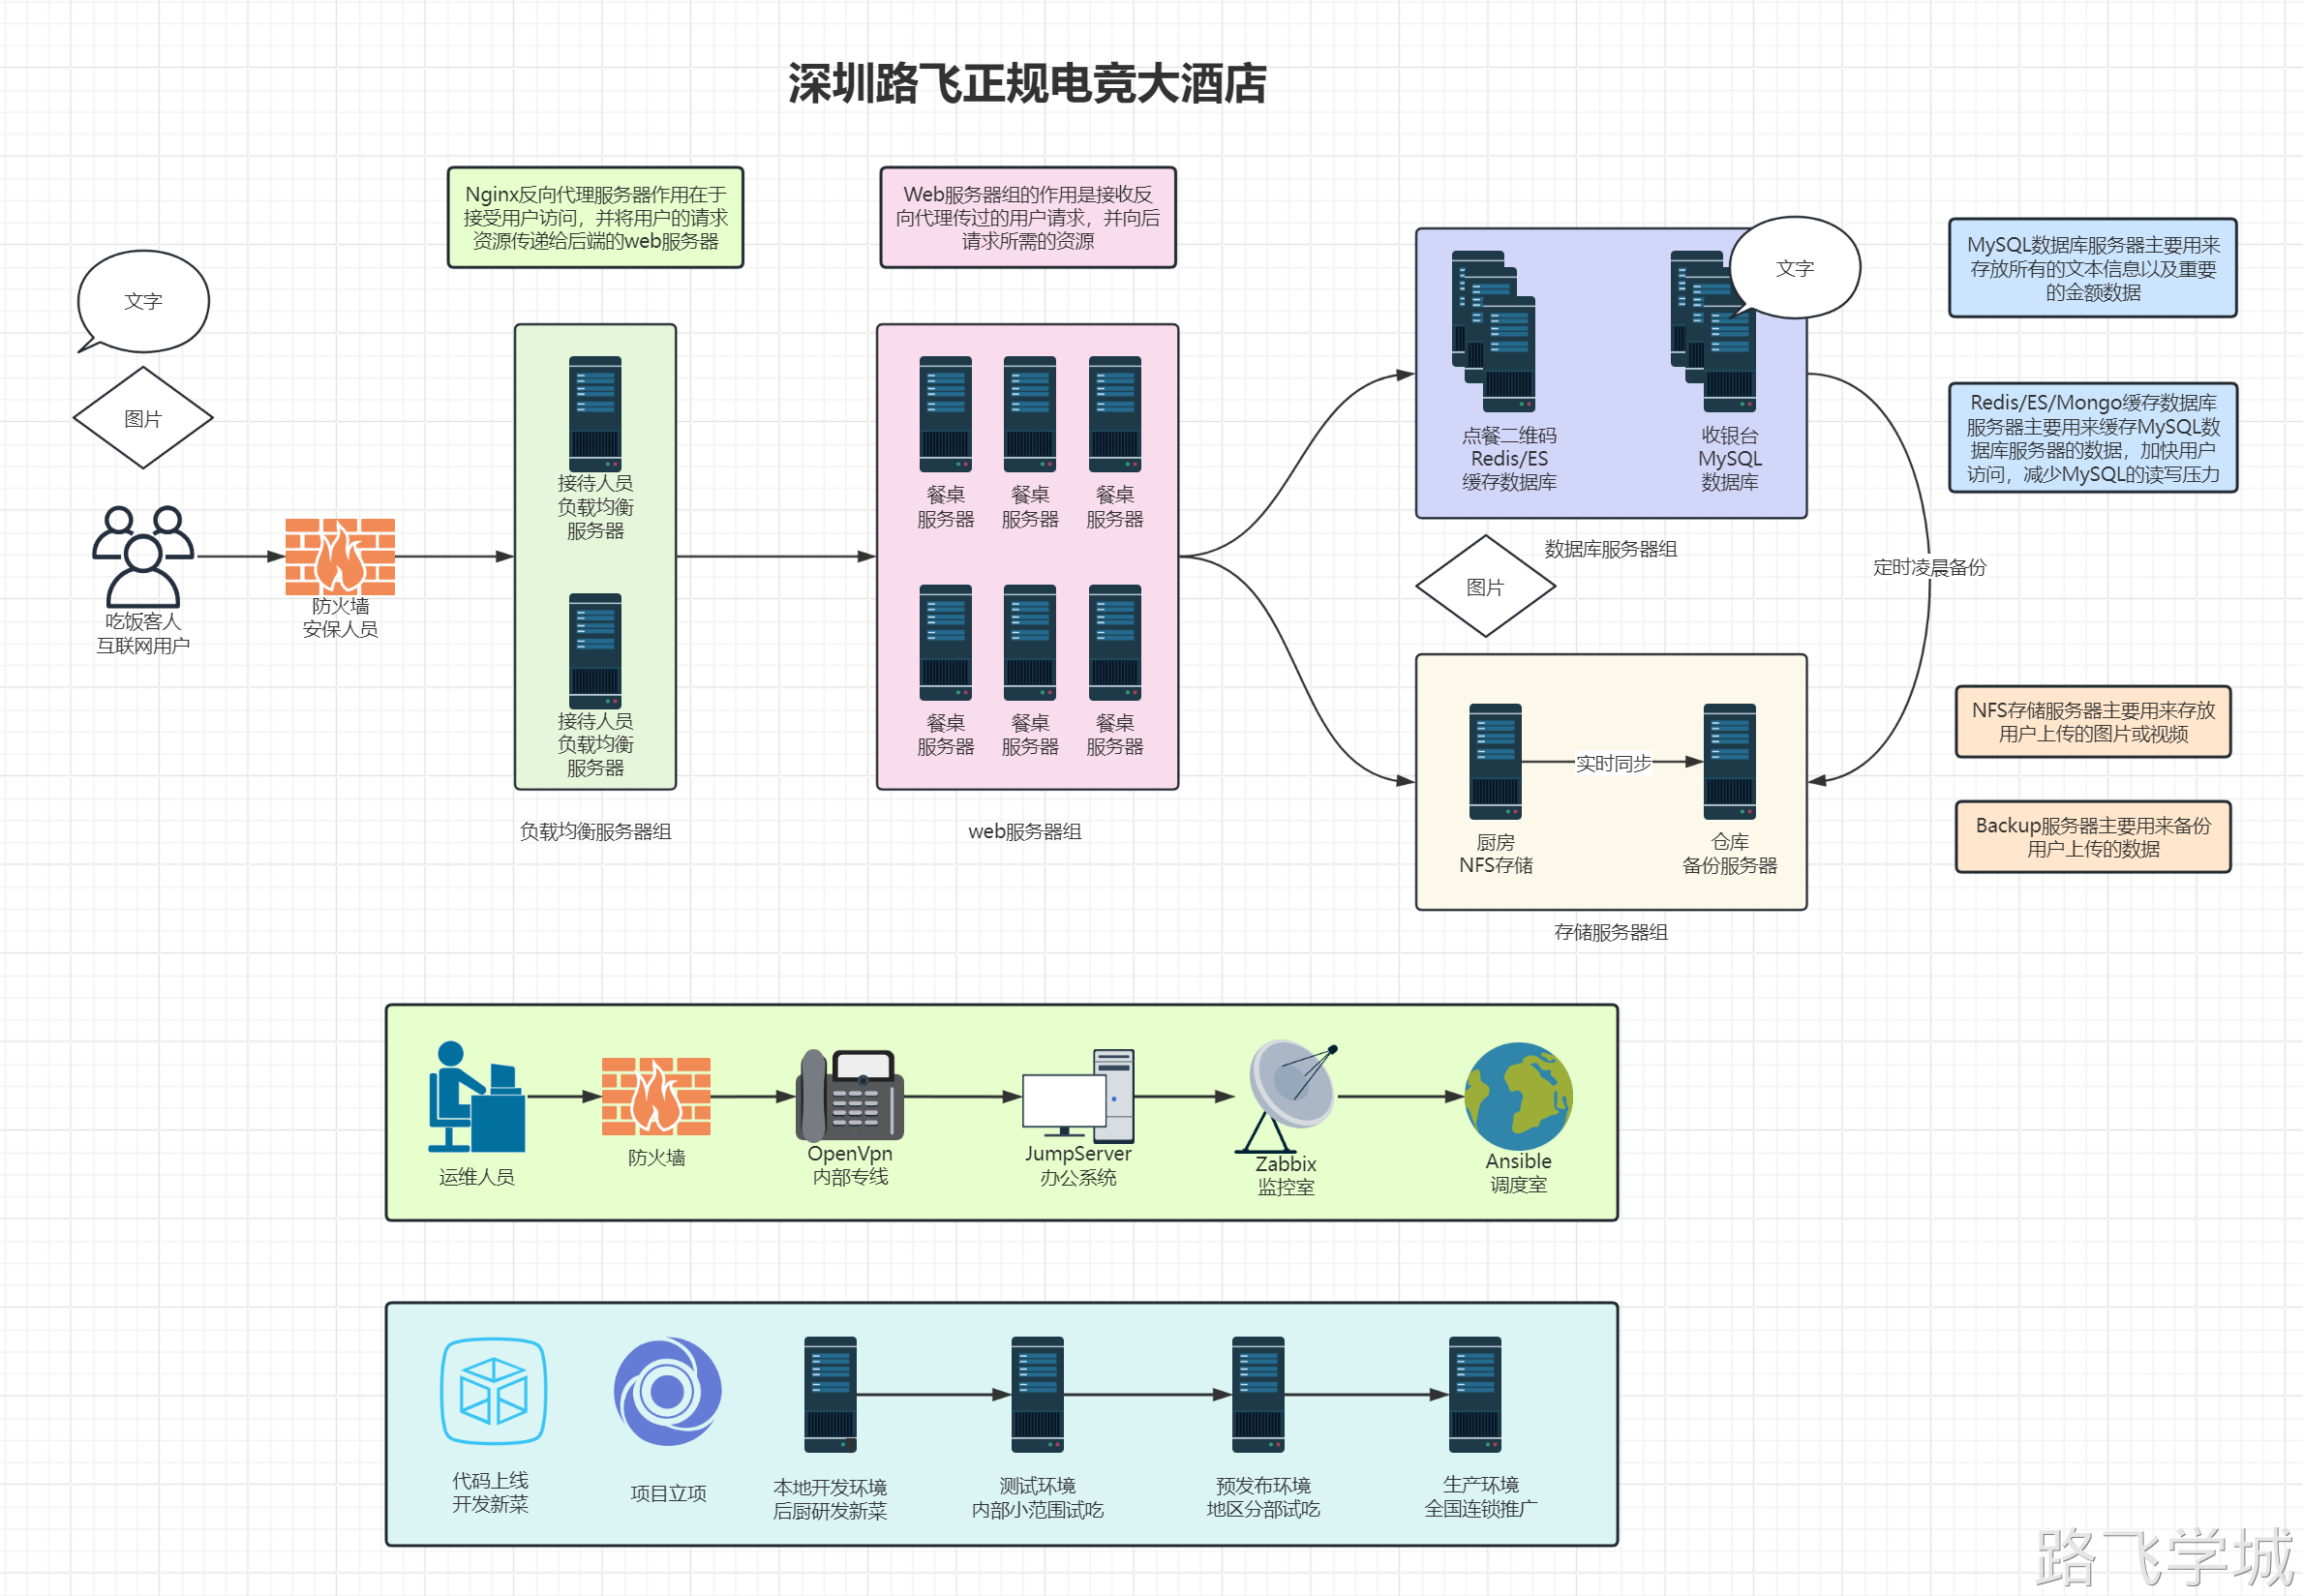 深圳路飞正规电竞大酒店
Nginx反向代理服务器作用在于
接受用户访问，并将用户的请求
资源传递给后端的web服务器
Web服务器组的作用是接收反
向代理传过的用户请求，并向后
请求所需的资源
文字
图片
吃饭客人
互联网用户
防火墙
安保人员
接待人员
负载均衡
服务器
接待人员
负载均衡
服务器
负载均衡服务器组
餐桌
服务器
餐桌
服务器
餐桌
服务器
餐桌
服务器
餐桌
服务器
餐桌
服务器
web服务器组
文字
点餐二维码
Redis/ES
缓存数据库
收银台
MySQL
数据库
数据库服务器组
图片
定时凌晨备份
实时同步
厨房
NFS存储
仓库
备份服务器
存储服务器组
MySQL数据库服务器主要用来
存放所有的文本信息以及重要
的金额数据
Redis/ES/Mongo缓存数据库
服务器主要用来缓存MySQL数
据库服务器的数据，加快用户
访问，减少MySQL的读写压力
NFS存储服务器主要用来存放
用户上传的图片或视频
Backup服务器主要用来备份
用户上传的数据
运维人员
防火墙
OpenVpn
内部专线
JumpServer
办公系统
Zabbix
监控室
Ansible
调度室
代码上线
开发新菜
项目立项
本地开发环境
后厨研发新菜
测试环境
内部小范围试吃
预发布环境
地区分部试吃
生产环境
全国连锁推广
路飞学城